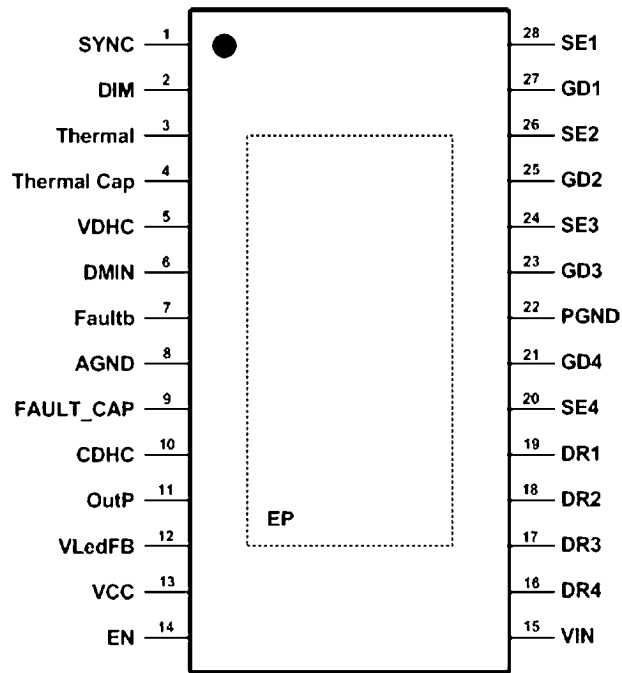 SYNC 1 28 SE1
DIM 2 27 GD1
Thermal 3 26 SE2
Thermal Cap 4 25 GD2
VDHC 5 24 SE3
DMIN 6 23 GD3
Faultb 7 22 PGND
AGND 8 21 GD4
FAULT_CAP 9 20 SE4
CDHC 10 19 DR1
OutP 11 18 DR2
EP
VLedFB 12 17 DR3
VCC 13 16 DR4
EN 14 15 VIN